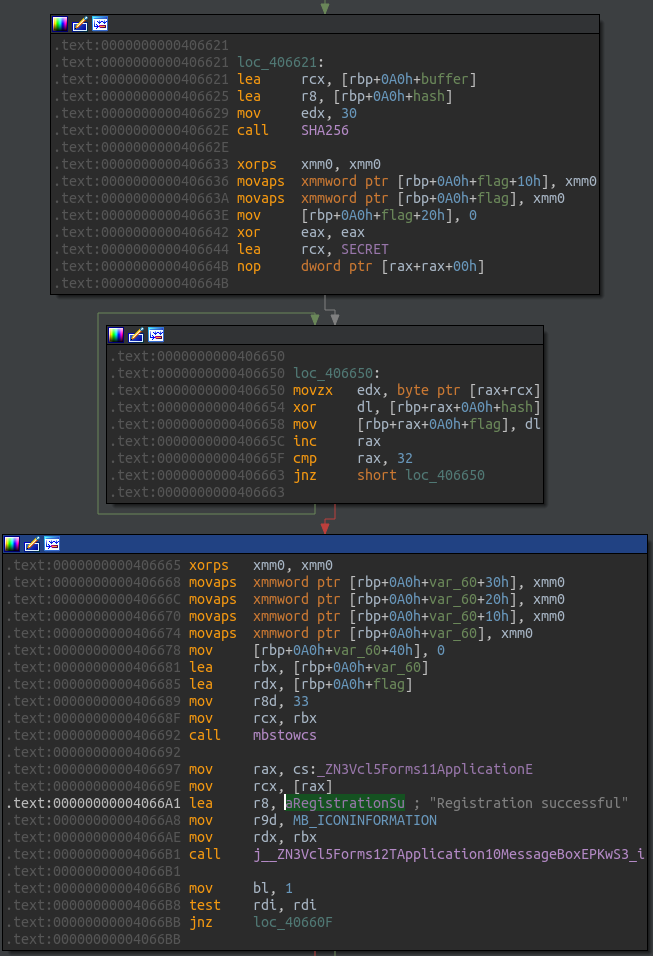 .text:0000000000406621
.text:0000000000406621 loc_406621:
.text:0000000000406621 lea rcx, [rbp+0A0h+buffer]
.text:0000000000406625 lea r8, [rbp+0A0h+hash]
.text:0000000000406629 mov edx, 30
.text:000000000040662E call SHA256
.text:000000000040662E
.text:0000000000406633 xorps xmm0, xmm0
.text:0000000000406636 movaps xmmword ptr [rbp+0A0h+flag+10h], xmm0
.text:000000000040663A movaps xmmword ptr [rbp+0A0h+flag], xmm0
.text:000000000040663E mov [rbp+0A0h+flag+20h], 0
.text:0000000000406642 xor eax, eax
.text:0000000000406644 lea rcx, SECRET
.text:000000000040664B nop dword ptr [rax+rax+00h]
.text:000000000040664B
.text:0000000000406650
.text:0000000000406650 loc_406650:
.text:0000000000406650 movzx edx, byte ptr [rax+rcx]
.text:0000000000406654 xor dl, [rbp+rax+0A0h+hash]
.text:0000000000406658 mov [rbp+rax+0A0h+flag], dl
.text:000000000040665C inc rax
.text:000000000040665F cmp rax, 32
.text:0000000000406663 jnz short loc_406650
.text:0000000000406663
.text:0000000000406665 xorps xmm0, xmm0
.text:0000000000406668 movaps xmmword ptr [rbp+0A0h+var_60+30h], xmm0
.text:000000000040666C movaps xmmword ptr [rbp+0A0h+var_60+20h], xmm0
.text:0000000000406670 movaps xmmword ptr [rbp+0A0h+var_60+10h], xmm0
.text:0000000000406674 movaps xmmword ptr [rbp+0A0h+var_60], xmm0
.text:0000000000406678 mov [rbp+0A0h+var_60+40h], 0
.text:0000000000406681 lea rbx, [rbp+0A0h+var_60]
.text:0000000000406685 lea rdx, [rbp+0A0h+flag]
.text:0000000000406689 mov r8d, 33
.text:000000000040668F mov rcx, rbx
.text:0000000000406692 call mbstowcs
.text:0000000000406692
.text:0000000000406697 mov rax, cs:_ZN3Vcl5Forms11ApplicationE
.text:000000000040669E mov rcx, [rax]
.text:00000000004066A1 lea r8, aRegistrationSu ; "Registration successful"
.text:00000000004066A8 mov r9d, MB_ICONINFORMATION
.text:00000000004066AE mov rdx, rbx
.text:00000000004066B1 call j__ZN3Vcl5Forms12TApplication10MessageBoxEPKwS3_i
.text:00000000004066B1
.text:00000000004066B6 mov bl, 1
.text:00000000004066B8 test rdi, rdi
.text:00000000004066BB jnz loc_40660F
.text:00000000004066BB